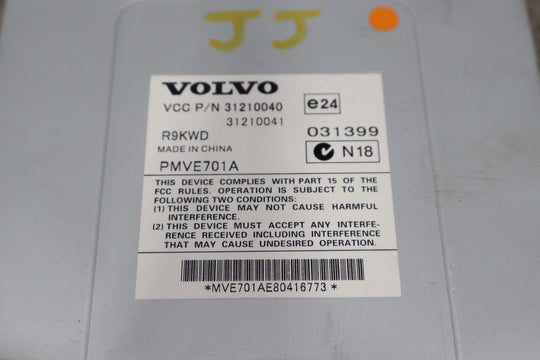 JJ
VOLVO
VCC P/N 31210040 e24
31210041
R9KWD 031399
MADE IN CHINA N18
PMVE701A
THIS DEVICE COMPLIES WITH PART 15 OF THE
FCC RULES. OPERATION IS SUBJECT TO THE
FOLLOWING TWO CONDITIONS:
(1) THIS DEVICE MAY NOT CAUSE HARMFUL
INTERFERENCE.
(2) THIS DEVICE MUST ACCEPT ANY INTERFE-
RENCE RECEIVED INCLUDING INTERFERENCE
THAT MAY CAUSE UNDESIRED OPERATION.
*MVE701AE80416773*